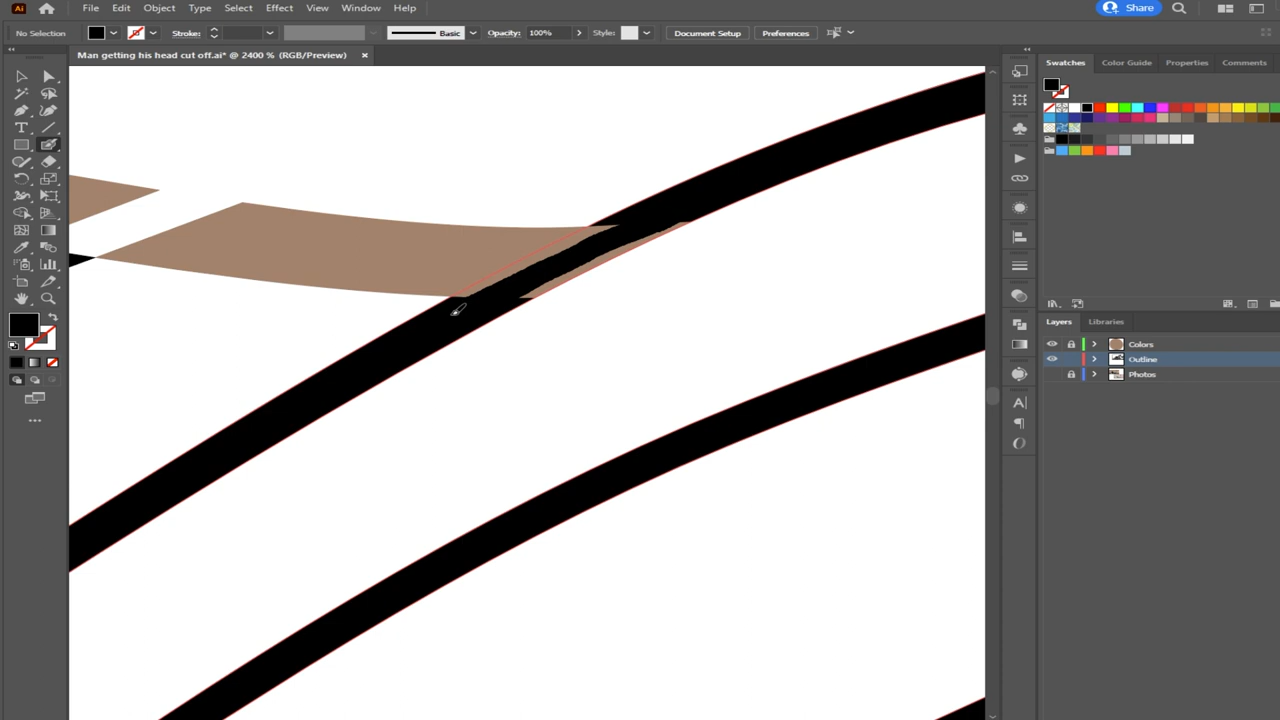 Ai File Edit Object Type Select Effect View Window Help Share
No Selection Stroke: Basic Opacity: 100% Style: Document Setup Preferences
Man getting his head cut off.ai* @ 2400 % (RGB/Preview) ×
Swatches Color Guide Properties Comments
Layers Libraries
Colors
Outline
Photos